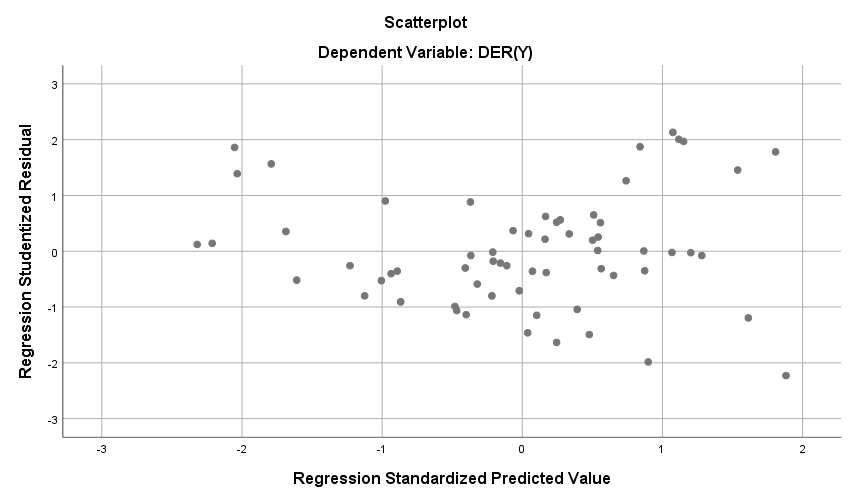 Scatterplot
Dependent Variable: DER(Y)
Regression Studentized Residual
3
2
1
0
-1
-2
-3
-3 -2 -1 0 1 2
Regression Standardized Predicted Value